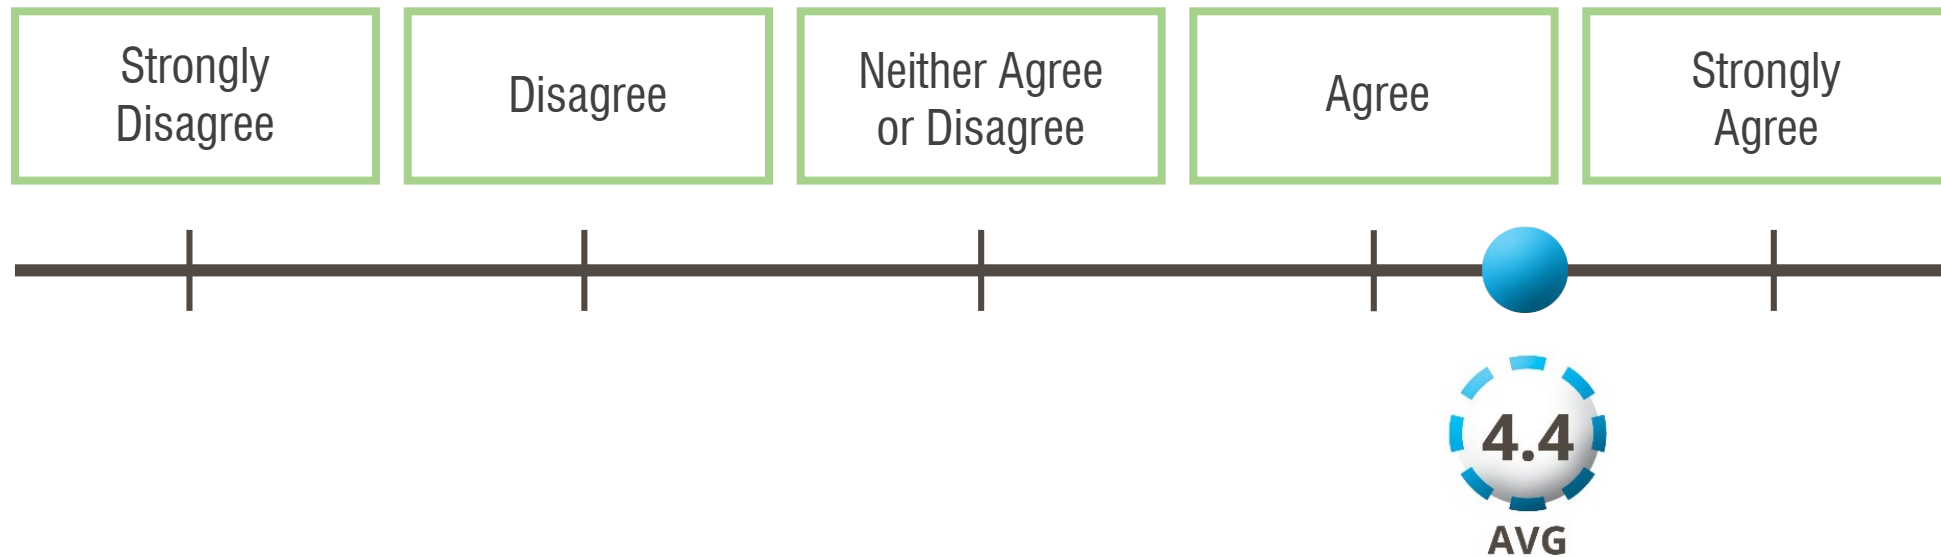 Strongly
Disagree
Disagree
Neither Agree
or Disagree
Agree
Strongly
Agree
4.4
AVG